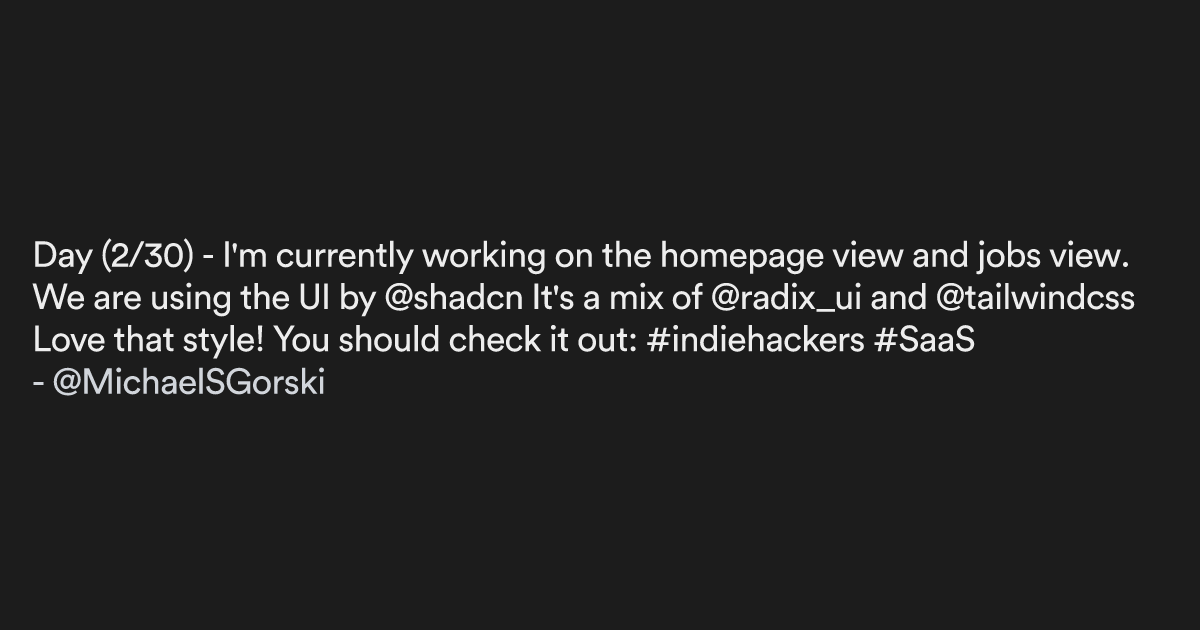 Day (2/30) - I'm currently working on the homepage view and jobs view.
We are using the UI by @shadcn It's a mix of @radix_ui and @tailwindcss
Love that style! You should check it out: #indiehackers #SaaS
- @MichaelSGorski